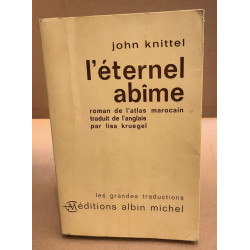 john knittel
l'éternel
abîme
roman de l'atlas marocain
traduit de l'anglais
par lisa kruegel
les grandes traductions
éditions albin michel